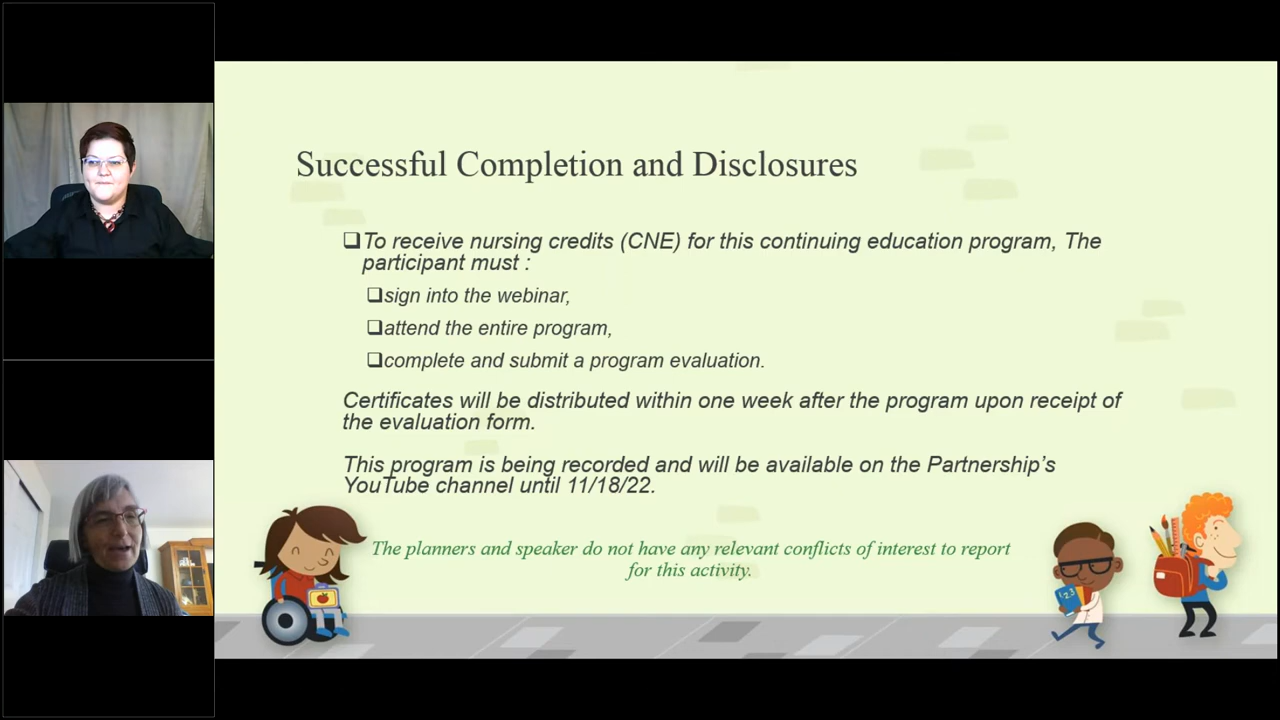 Successful Completion and Disclosures
❑To receive nursing credits (CNE) for this continuing education program, The
participant must :
❑sign into the webinar,
❑attend the entire program,
❑complete and submit a program evaluation.
Certificates will be distributed within one week after the program upon receipt of
the evaluation form.
This program is being recorded and will be available on the Partnership’s
YouTube channel until 11/18/22.
The planners and speaker do not have any relevant conflicts of interest to report
for this activity.
1,2,3